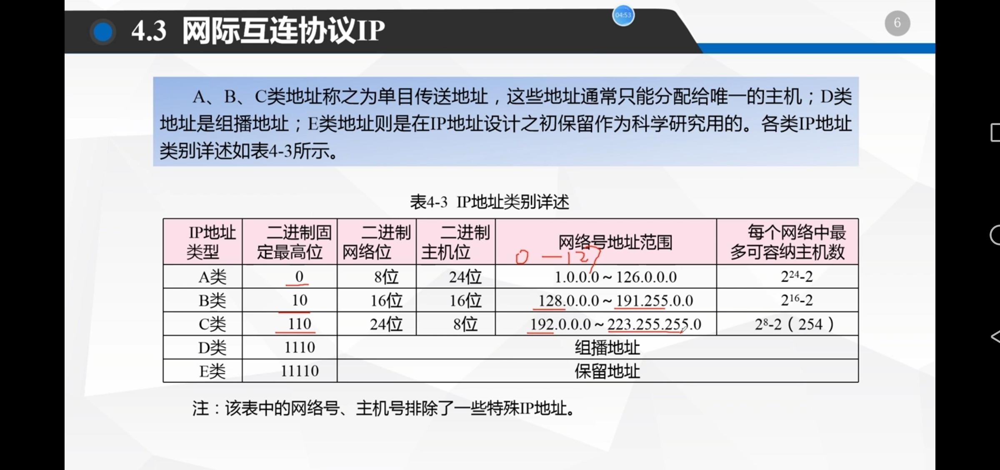 04:53
6
4.3 网际互连协议IP
A、B、C类地址称之为单目传送地址，这些地址通常只能分配给唯一的主机；D类
地址是组播地址；E类地址则是在IP地址设计之初保留作为科学研究用的。各类IP地址
类别详述如表4-3所示。
表4-3 IP地址类别详述
IP地址类型 二进制固定最高位 二进制网络位 二进制主机位 网络号地址范围 每个网络中最多可容纳主机数
0 —127
A类 0 8位 24位 1.0.0.0～126.0.0.0 2²⁴-2
B类 10 16位 16位 128.0.0.0～191.255.0.0 2¹⁶-2
C类 110 24位 8位 192.0.0.0～223.255.255.0 2⁸-2（254）
D类 1110 组播地址
E类 11110 保留地址
注：该表中的网络号、主机号排除了一些特殊IP地址。